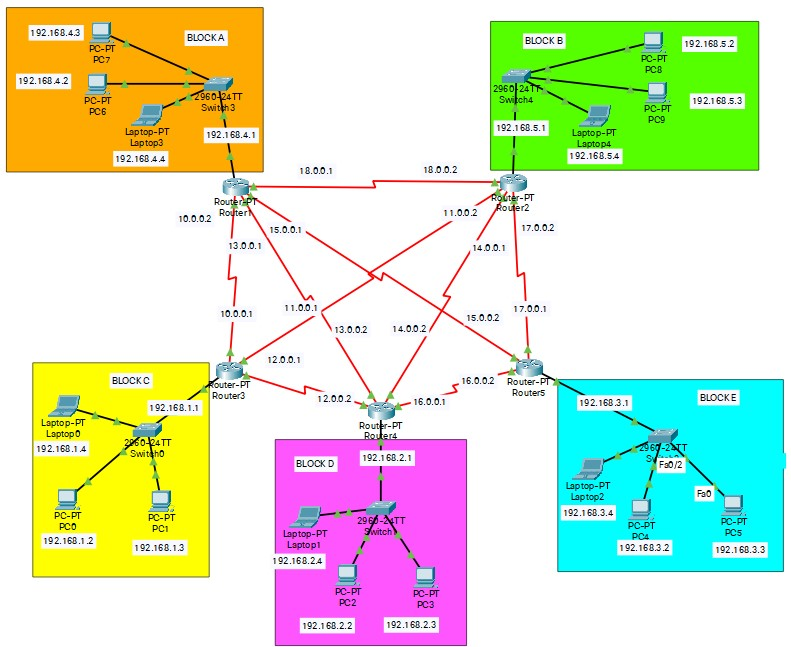 BLOCK A
192.168.4.3
PC-PT
PC7
192.168.4.2
PC-PT
PC6
2960-24TT
Switch3
Laptop-PT
Laptop3
192.168.4.1
192.168.4.4
BLOCK B
PC-PT
PC8
192.168.5.2
2960-24TT
Switch4
PC-PT
PC9
192.168.5.3
192.168.5.1
Laptop-PT
Laptop4
192.168.5.4
18.0.0.1
18.0.0.2
Router-PT
Router1
Router-PT
Router2
10.0.0.2
15.0.0.1
11.0.0.2
17.0.0.2
13.0.0.1
14.0.0.1
10.0.0.1
11.0.0.1
13.0.0.2
14.0.0.2
15.0.0.2
17.0.0.1
12.0.0.1
12.0.0.2
16.0.0.2
16.0.0.1
Router-PT
Router3
Router-PT
Router4
Router-PT
Router5
BLOCK C
192.168.1.1
Laptop-PT
Laptop0
2960-24TT
Switch0
192.168.1.4
PC-PT
PC0
PC-PT
PC1
192.168.1.2
192.168.1.3
BLOCK D
192.168.2.1
2960-24TT
Laptop-PT
Laptop1
192.168.2.4
PC-PT
PC2
PC-PT
PC3
192.168.2.2
192.168.2.3
BLOCK E
192.168.3.1
2960-24TT
Fa0/2
Laptop-PT
Laptop2
Fa0
192.168.3.4
PC-PT
PC4
PC-PT
PC5
192.168.3.2
192.168.3.3